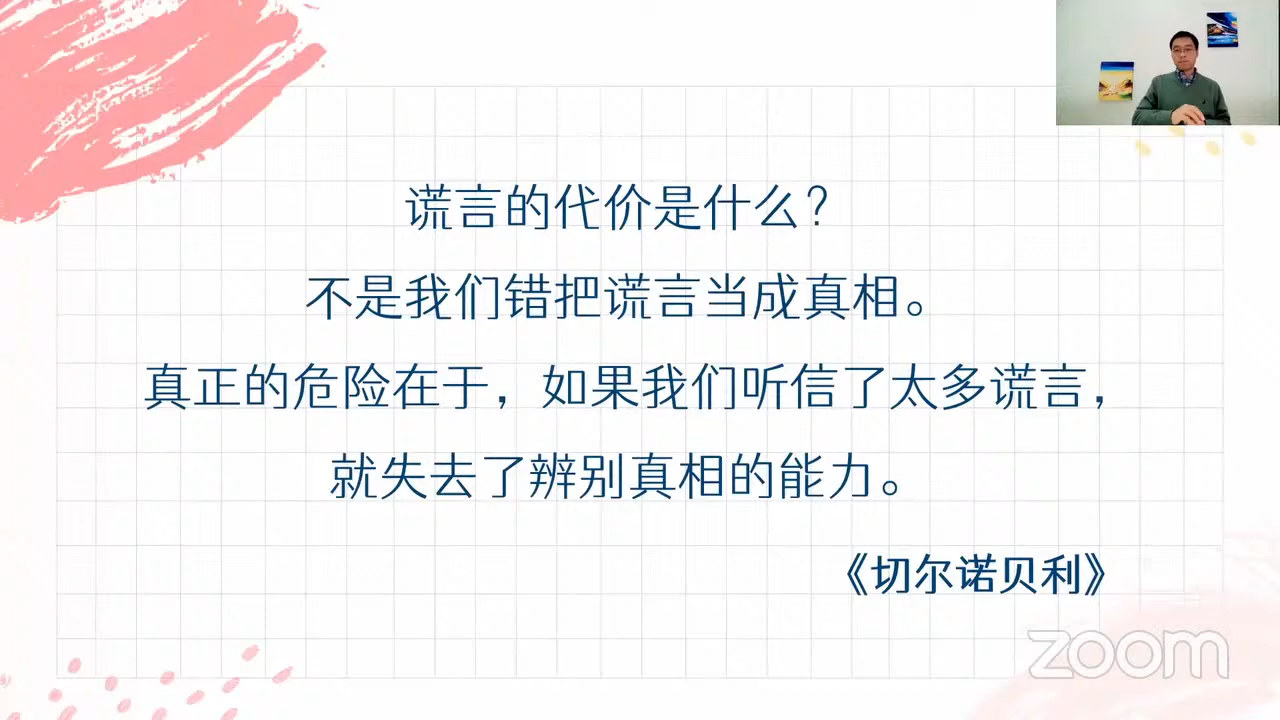 谎言的代价是什么？
不是我们错把谎言当成真相。
真正的危险在于，如果我们听信了太多谎言，
就失去了辨别真相的能力。
《切尔诺贝利》
zoom